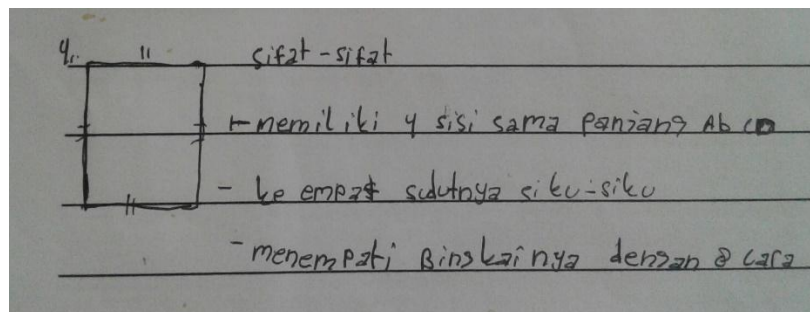 4. sifat-sifat
- memiliki 4 sisi sama panjang Ab CD
- ke empat sudutnya siku-siku
- menempati Bingkainya dengan 8 cara